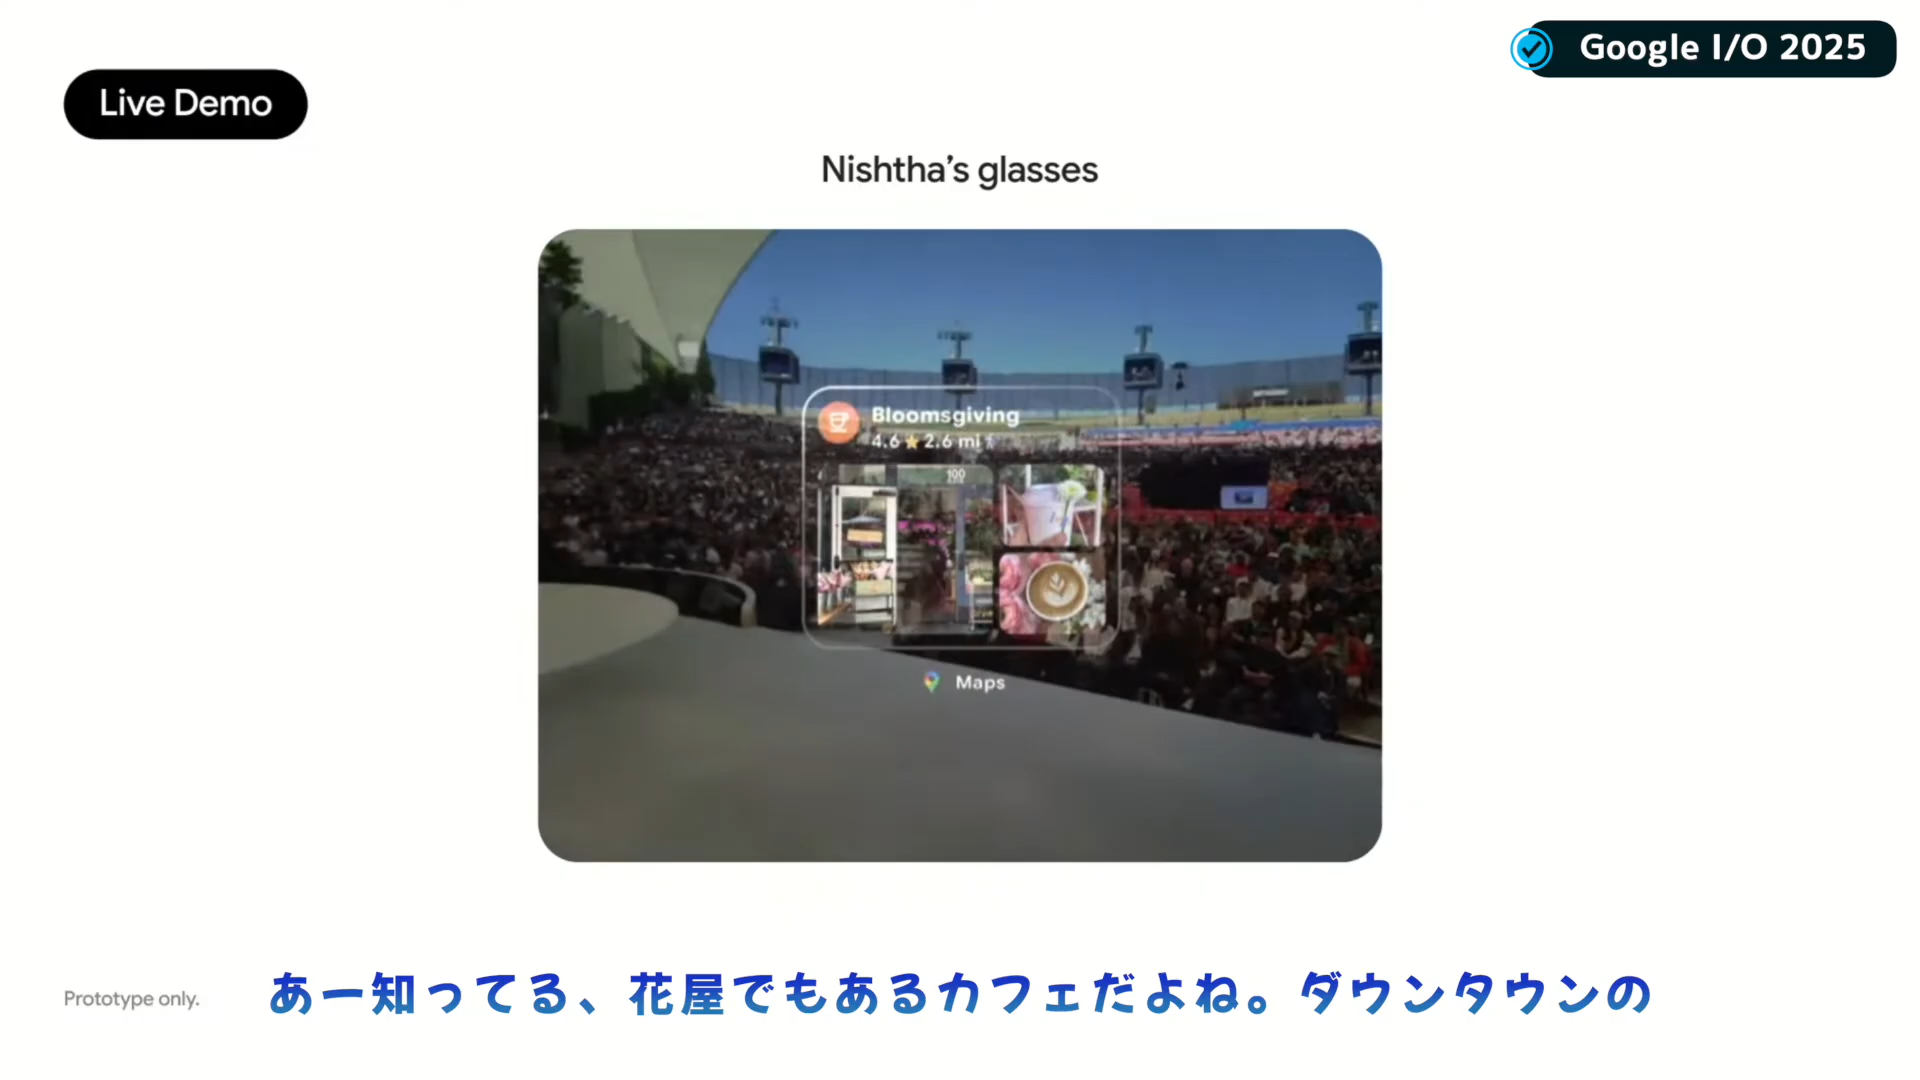 Google I/O 2025
Live Demo
Nishtha’s glasses
Bloomsgiving
4.6 ★ 2.6 mi
100
Maps
Prototype only.
あー知ってる、花屋でもあるカフェだよね。ダウンタウンの